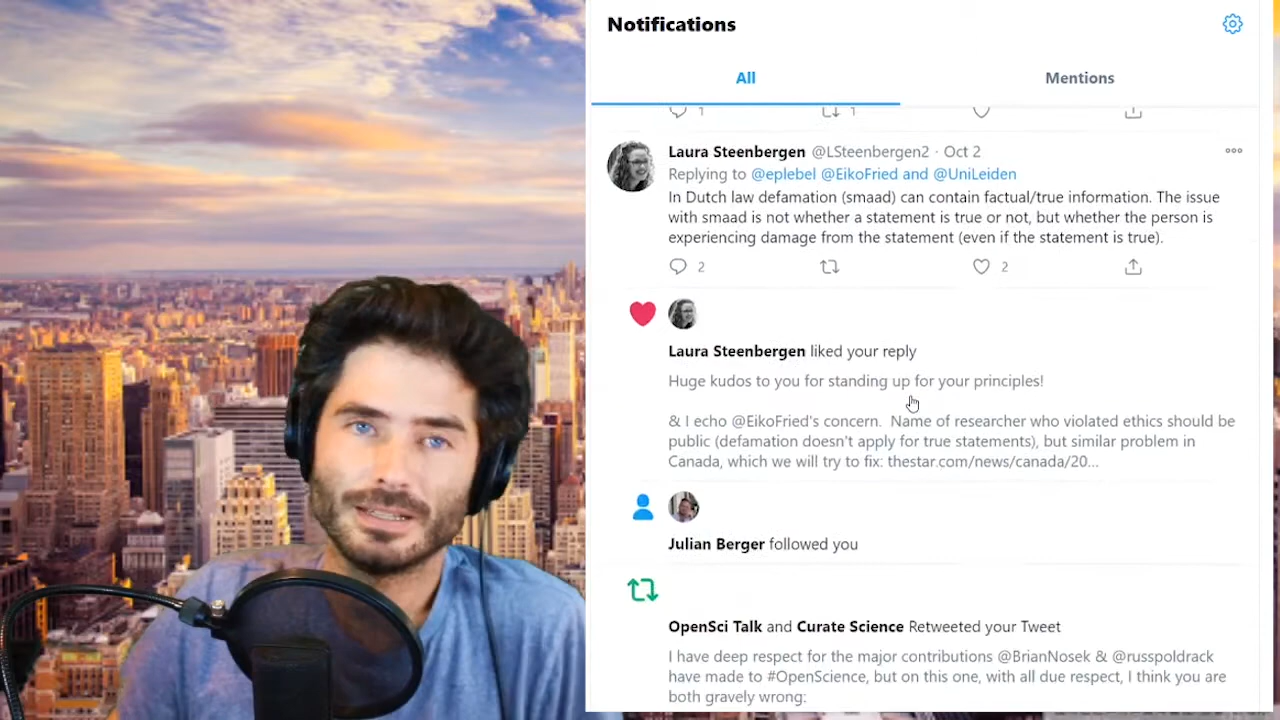 Notifications
All
Mentions
1
1
Laura Steenbergen @LSteenbergen2 · Oct 2
Replying to @eplebel @EikoFried and @UniLeiden
In Dutch law defamation (smaad) can contain factual/true information. The issue
with smaad is not whether a statement is true or not, but whether the person is
experiencing damage from the statement (even if the statement is true).
2
2
Laura Steenbergen liked your reply
Huge kudos to you for standing up for your principles!
& I echo @EikoFried's concern. Name of researcher who violated ethics should be
public (defamation doesn't apply for true statements), but similar problem in
Canada, which we will try to fix: thestar.com/news/canada/20...
Julian Berger followed you
OpenSci Talk and Curate Science Retweeted your Tweet
I have deep respect for the major contributions @BrianNosek & @russpoldrack
have made to #OpenScience, but on this one, with all due respect, I think you are
both gravely wrong: